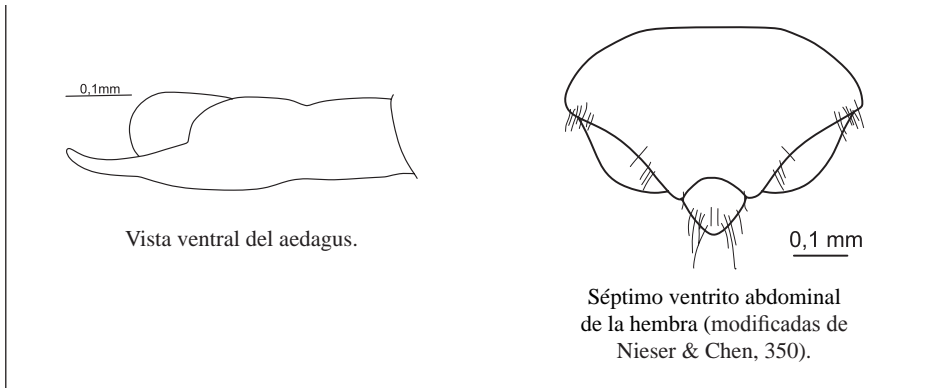 0,1mm
Vista ventral del aedagus.
0,1 mm
Séptimo ventrito abdominal
de la hembra (modificadas de
Nieser & Chen, 350).